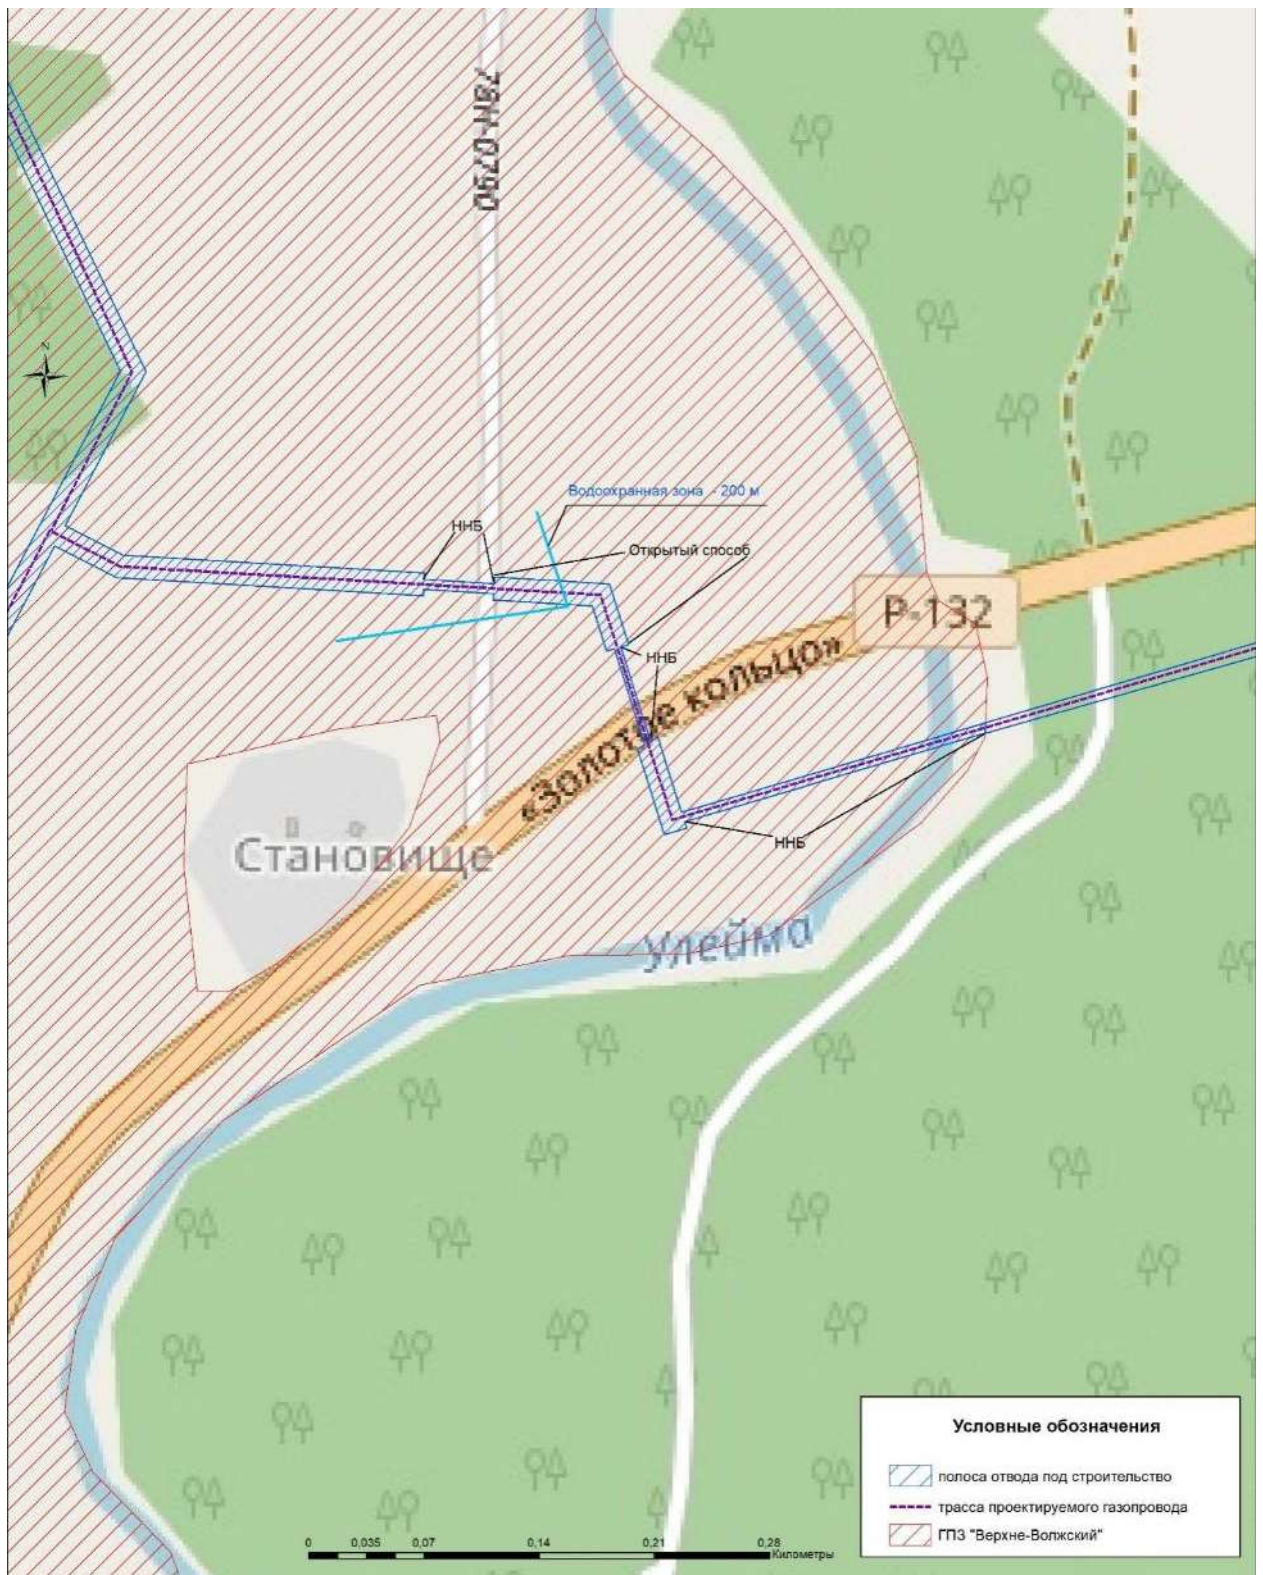 78Н-0790
N
Водоохранная зона - 200 м
ННБ
Открытый способ
Р-132
ННБ
«Золотое кольцо»
ННБ
Становище
Улейма
Условные обозначения
полоса отвода под строительство
трасса проектируемого газопровода
ГПЗ "Верхне-Волжский"
0 0,035 0,07 0,14 0,21 0,28
Километры